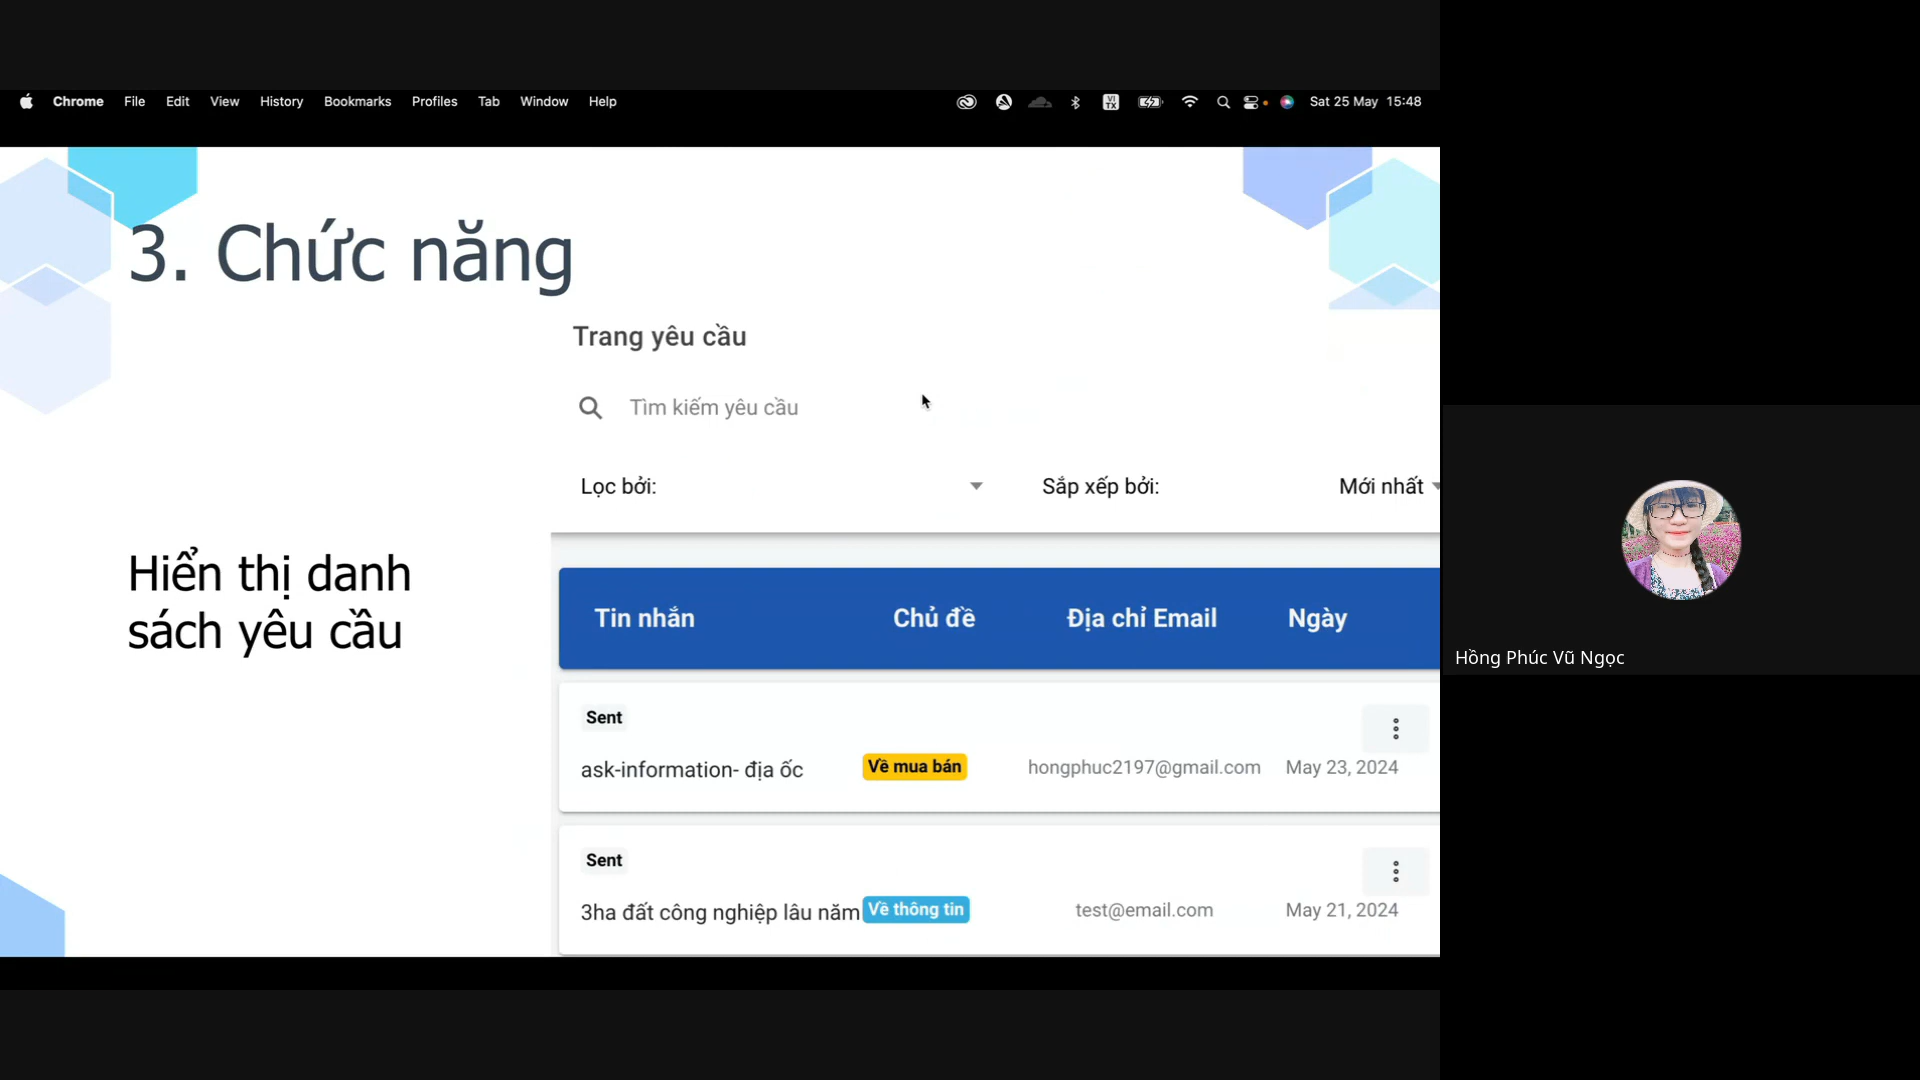 Chrome File Edit View History Bookmarks Profiles Tab Window Help
VI TX
Sat 25 May 15:48
3. Chức năng
Trang yêu cầu
Tìm kiếm yêu cầu
Lọc bởi: Sắp xếp bởi: Mới nhất
Hiển thị danh
sách yêu cầu
Tin nhắn Chủ đề Địa chỉ Email Ngày
Sent
ask-information- địa ốc Về mua bán hongphuc2197@gmail.com May 23, 2024
Sent
3ha đất công nghiệp lâu năm Về thông tin test@email.com May 21, 2024
Hồng Phúc Vũ Ngọc